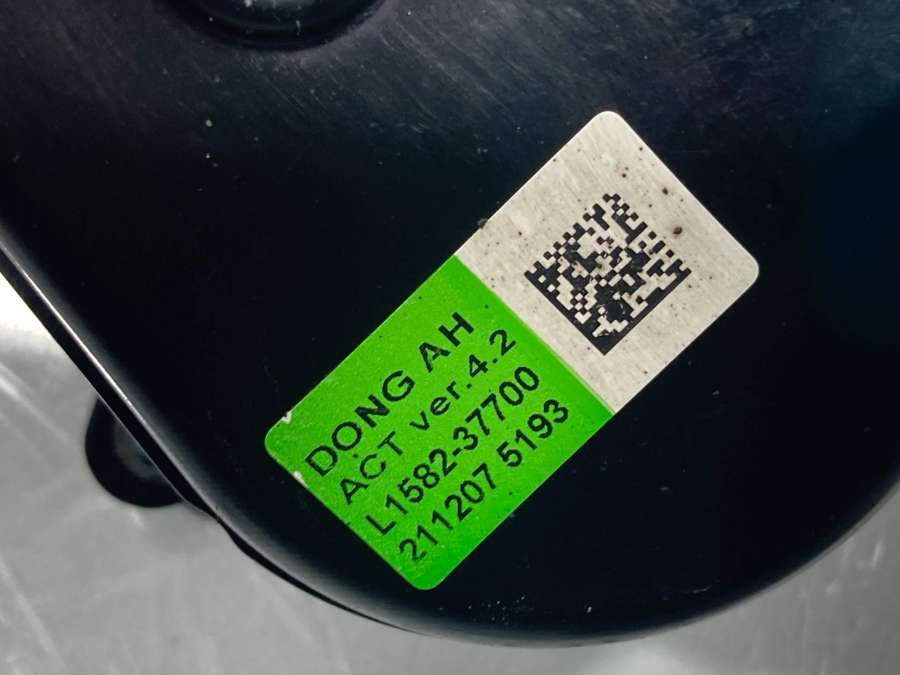 DONG AH
ACT ver.4.2
L1582-37700
211207 5193